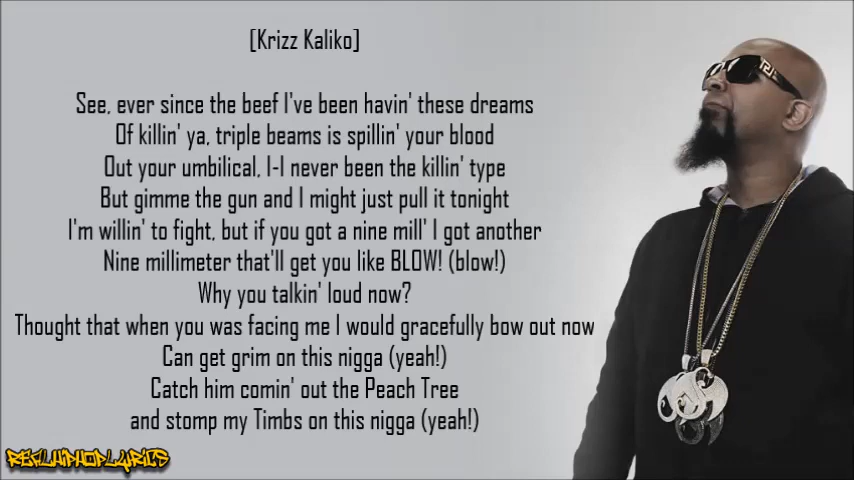 [Krizz Kaliko]
See, ever since the beef I've been havin' these dreams
Of killin' ya, triple beams is spillin' your blood
Out your umbilical, I-I never been the killin' type
But gimme the gun and I might just pull it tonight
I'm willin' to fight, but if you got a nine mill' I got another
Nine millimeter that'll get you like BLOW! (blow!)
Why you talkin' loud now?
Thought that when you was facing me I would gracefully bow out now
Can get grim on this nigga (yeah!)
Catch him comin' out the Peach Tree
and stomp my Timbs on this nigga (yeah!)
REFLHIPHOPLYRICS